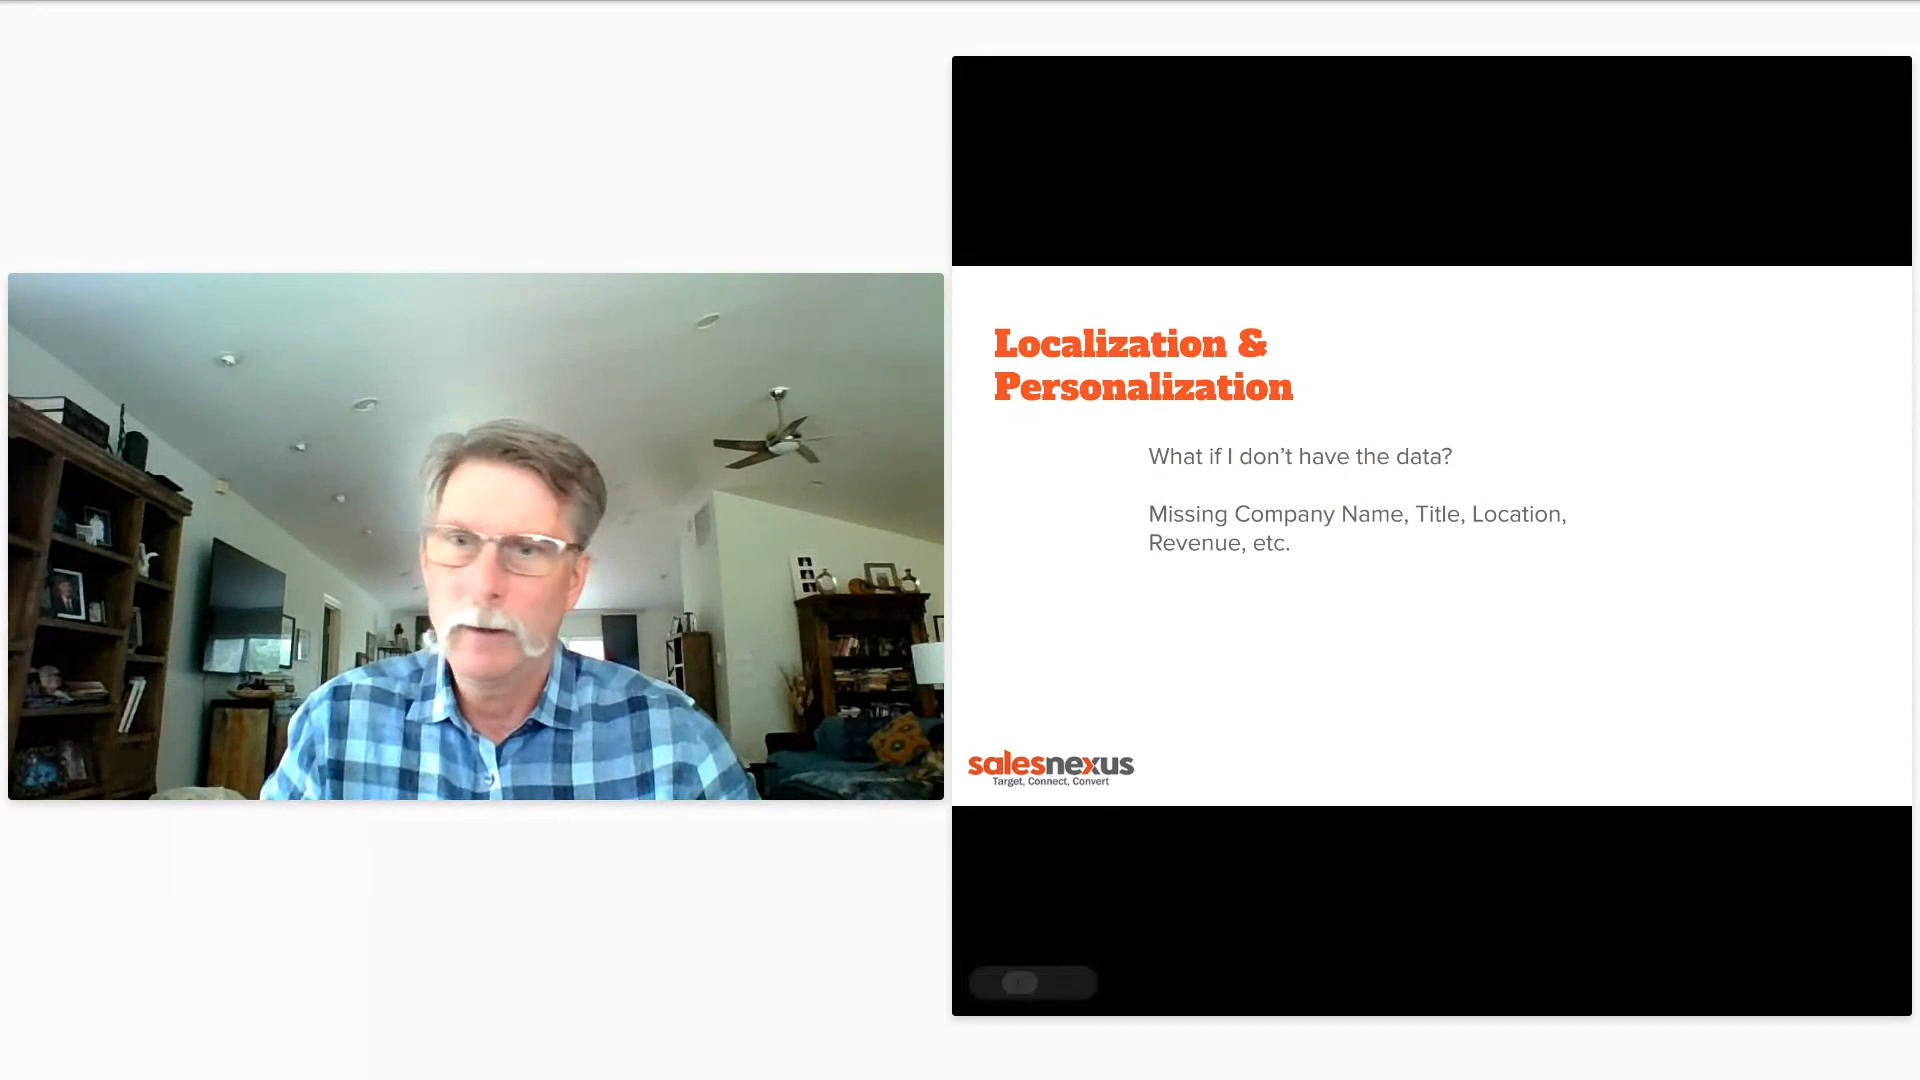 Localization &
Personalization
What if I don’t have the data?
Missing Company Name, Title, Location,
Revenue, etc.
salesnexus
Target, Connect, Convert